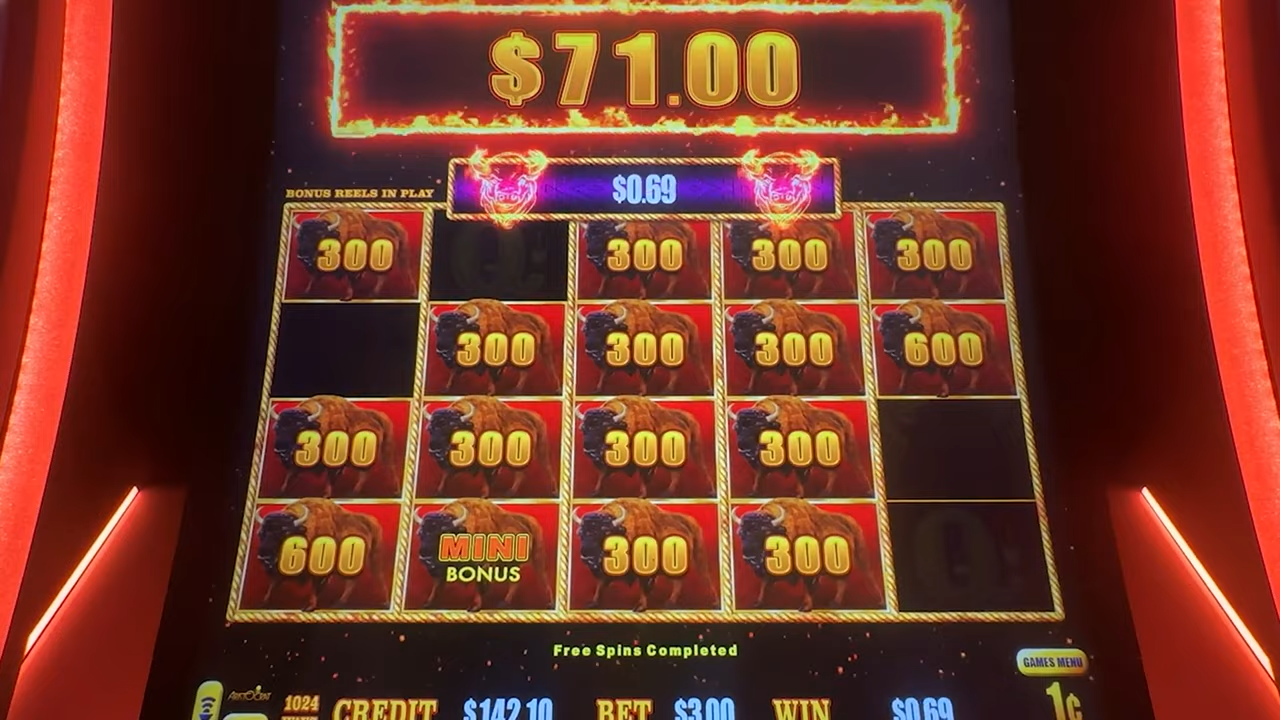 $71.00
BONUS REELS IN PLAY
$0.69
300 300 300 300
300 300 300 600
300 300 300 300
600 MINI BONUS 300 300
Free Spins Completed
GAMES MENU
ARISTOCRAT 1024 WAYS CREDIT $142.10 BET $3.00 WIN $0.69 1¢